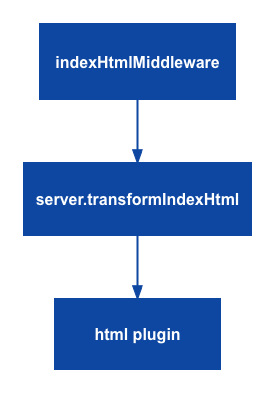 indexHtmlMiddleware
server.transformIndexHtml
html plugin